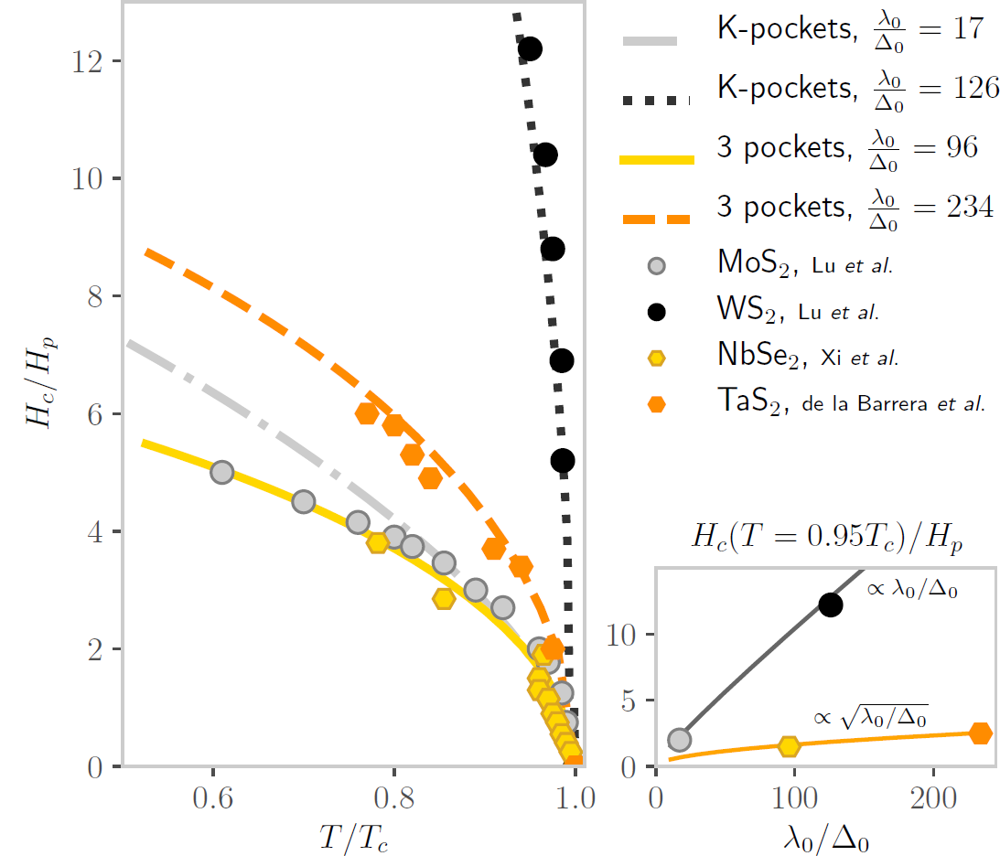 12
10
8
6
4
2
0
H_c/H_p
0.6 0.8 1.0
T/T_c
K-pockets, λ₀/Δ₀ = 17
K-pockets, λ₀/Δ₀ = 126
3 pockets, λ₀/Δ₀ = 96
3 pockets, λ₀/Δ₀ = 234
MoS₂, Lu et al.
WS₂, Lu et al.
NbSe₂, Xi et al.
TaS₂, de la Barrera et al.
H_c(T = 0.95T_c)/H_p
∝ λ₀/Δ₀
∝ √λ₀/Δ₀
10
5
0
0 100 200
λ₀/Δ₀